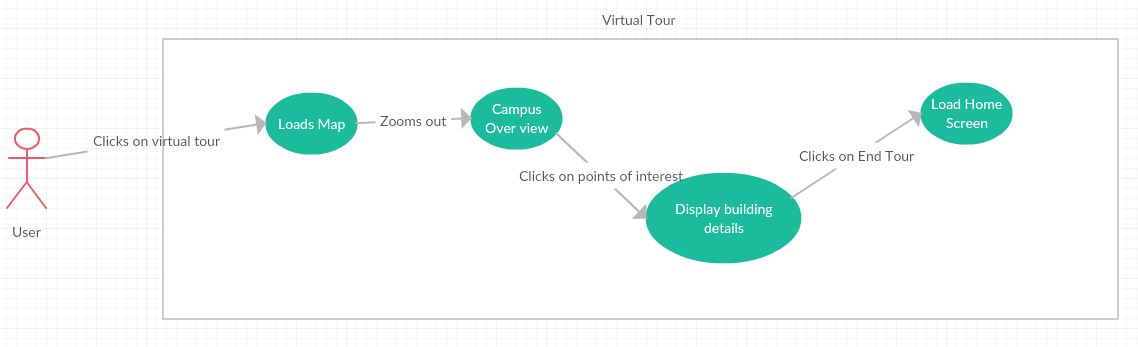 Virtual Tour
Clicks on virtual tour
User
Loads Map
Zooms out
Campus
Over view
Clicks on points of interest
Display building
details
Clicks on End Tour
Load Home
Screen